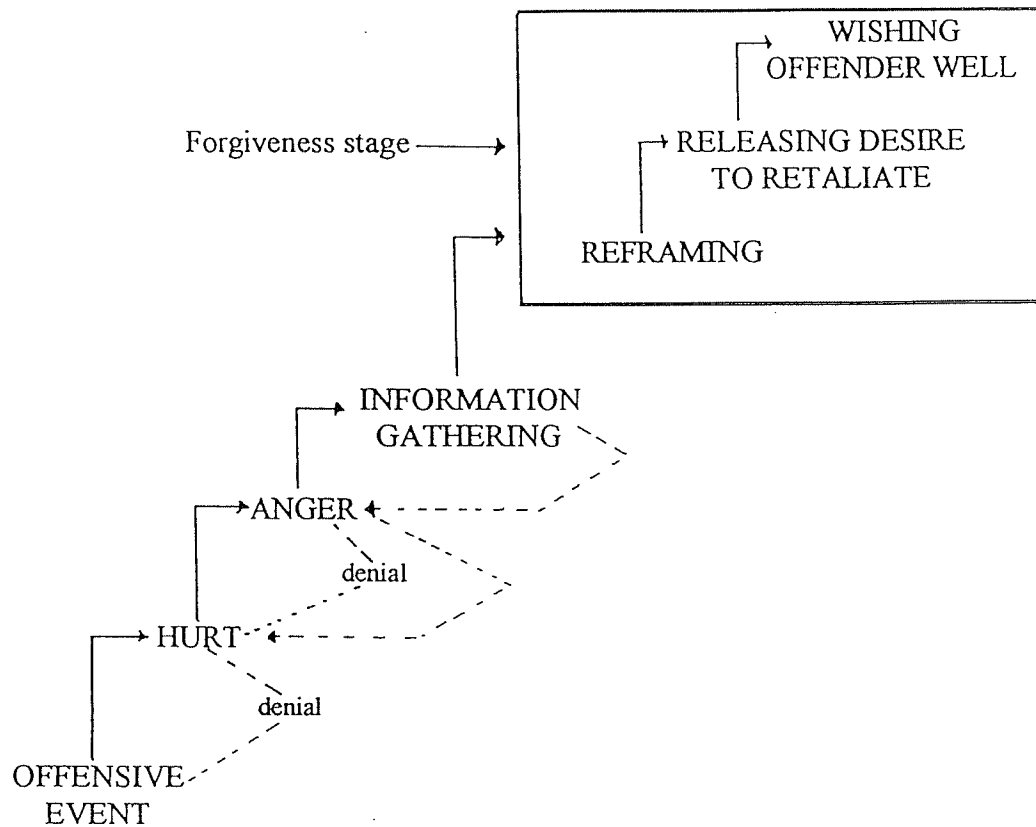 WISHING
OFFENDER WELL
Forgiveness stage
RELEASING DESIRE
TO RETALIATE
REFRAMING
INFORMATION
GATHERING
ANGER
denial
HURT
denial
OFFENSIVE
EVENT